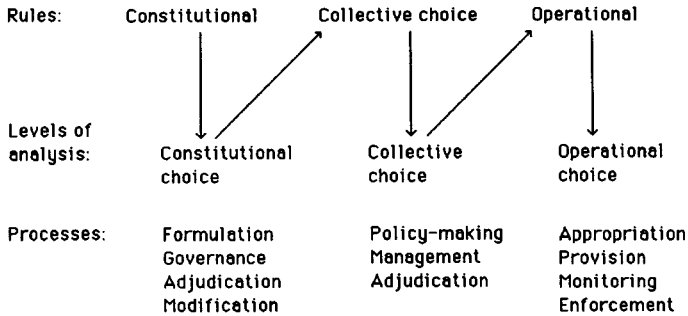 Rules: Constitutional Collective choice Operational
Levels of
analysis: Constitutional Collective Operational
choice choice choice
Processes: Formulation Policy-making Appropriation
Governance Management Provision
Adjudication Adjudication Monitoring
Modification Enforcement